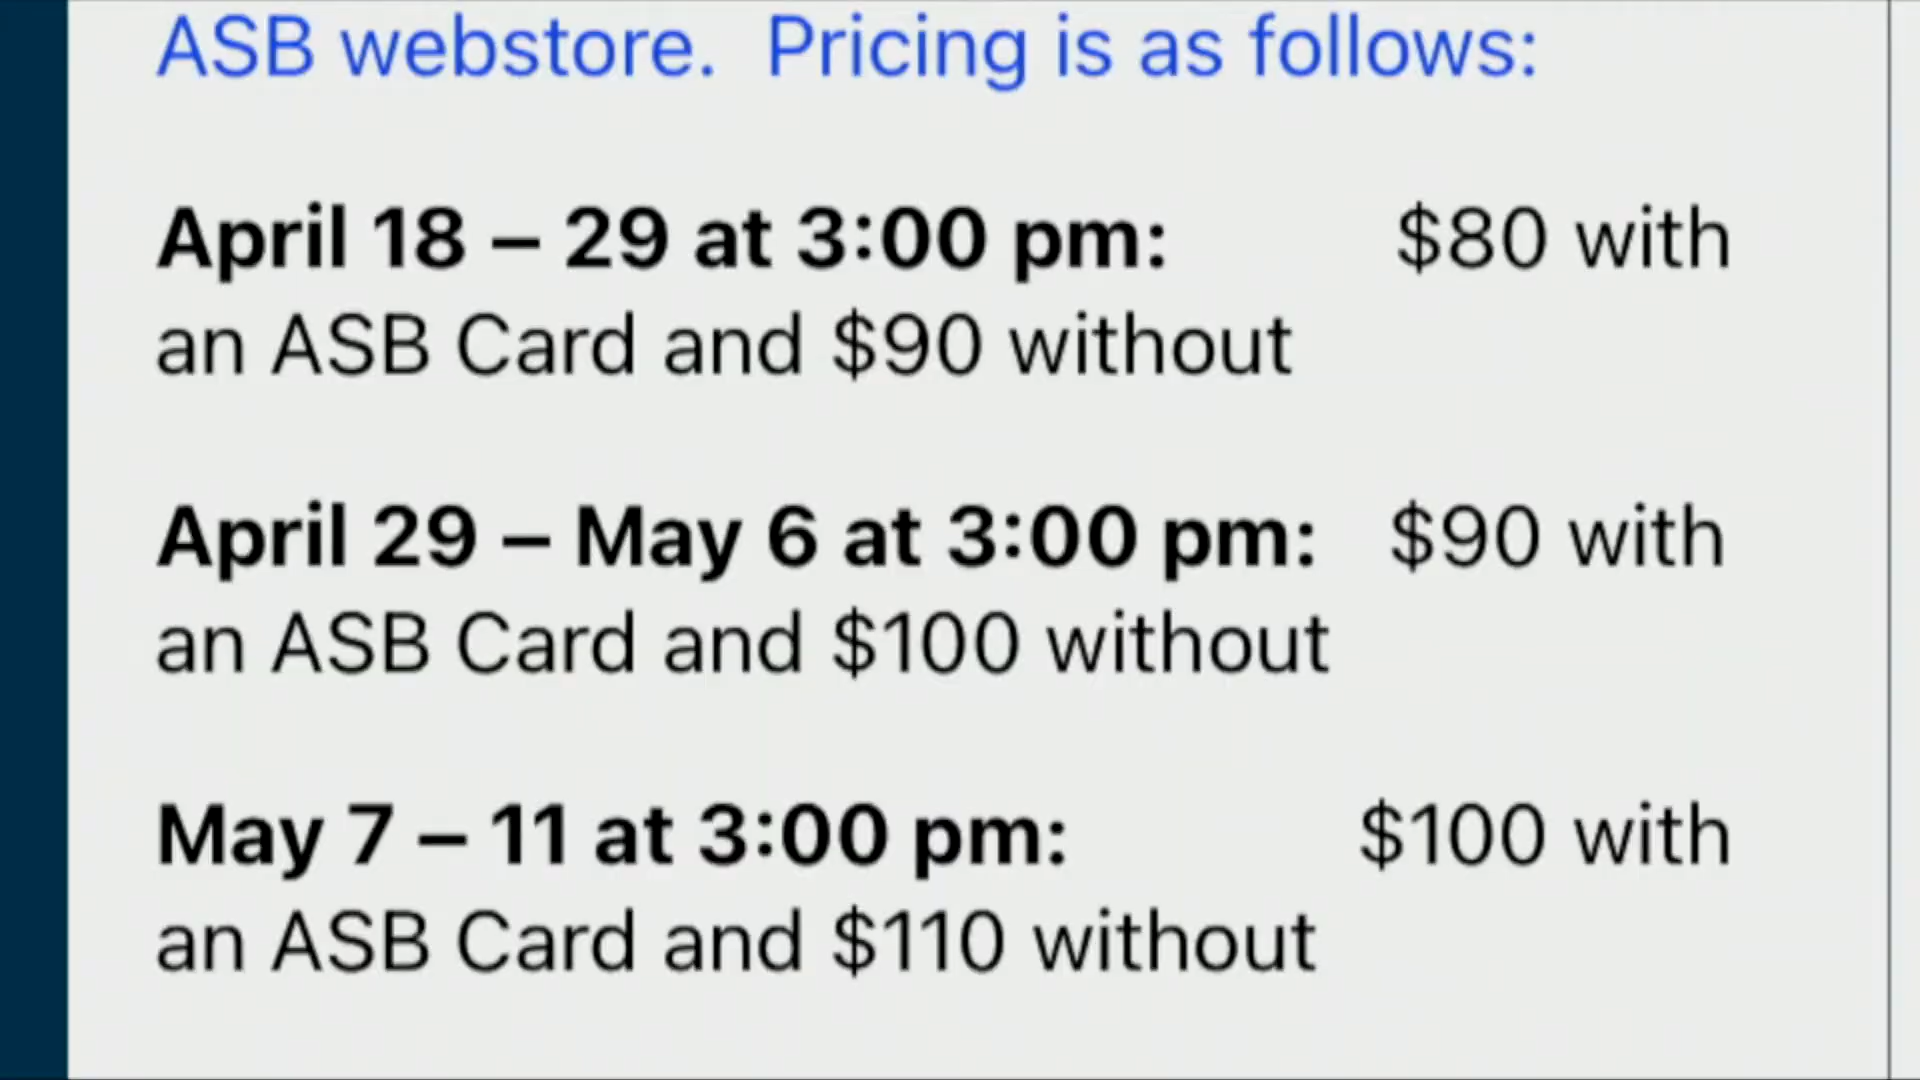 ASB webstore.  Pricing is as follows:
April 18 – 29 at 3:00 pm: $80 with
an ASB Card and $90 without
April 29 – May 6 at 3:00 pm: $90 with
an ASB Card and $100 without
May 7 – 11 at 3:00 pm: $100 with
an ASB Card and $110 without